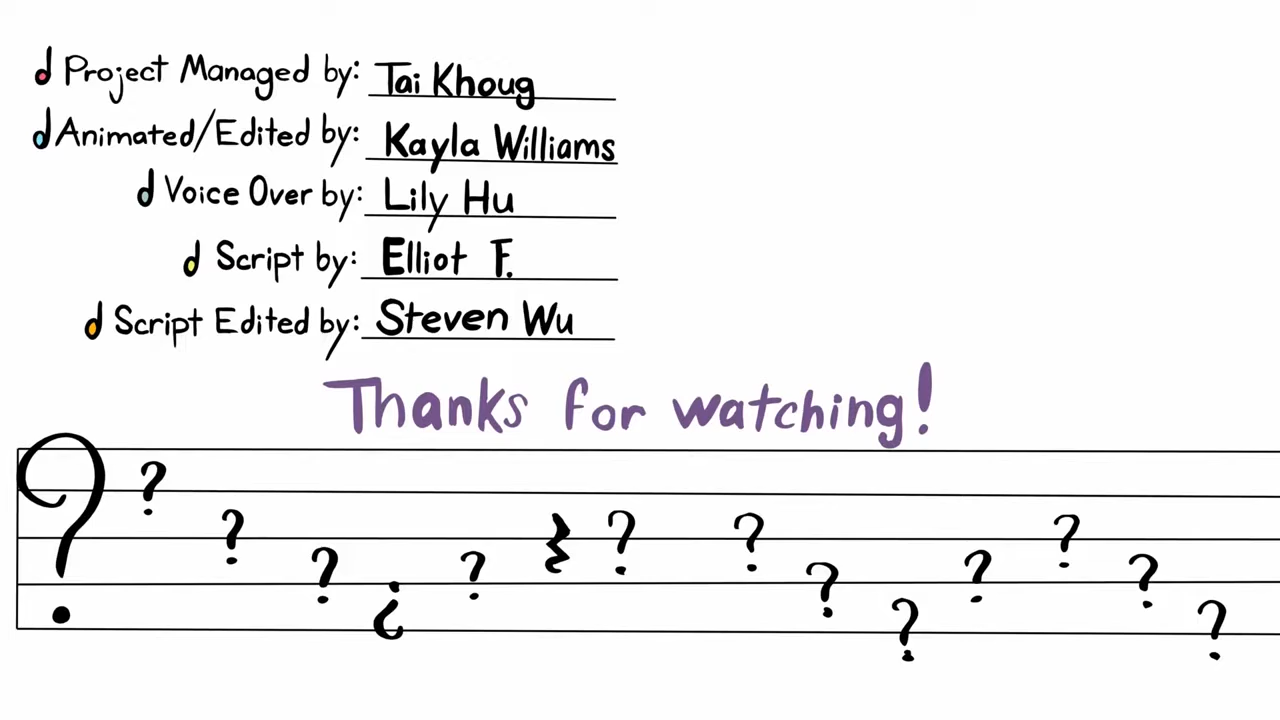 Project Managed by: Tai Khoug
Animated/Edited by: Kayla Williams
Voice Over by: Lily Hu
Script by: Elliot F.
Script Edited by: Steven Wu
Thanks for watching!
? ? ? ? ¿ ? ? ? ? ? ? ? ? ?